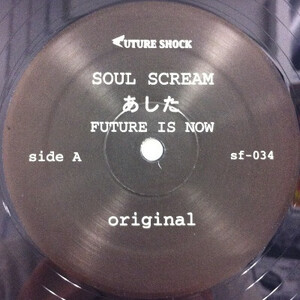 FUTURE SHOCK
SOUL SCREAM
あした
FUTURE IS NOW
side A
sf-034
original